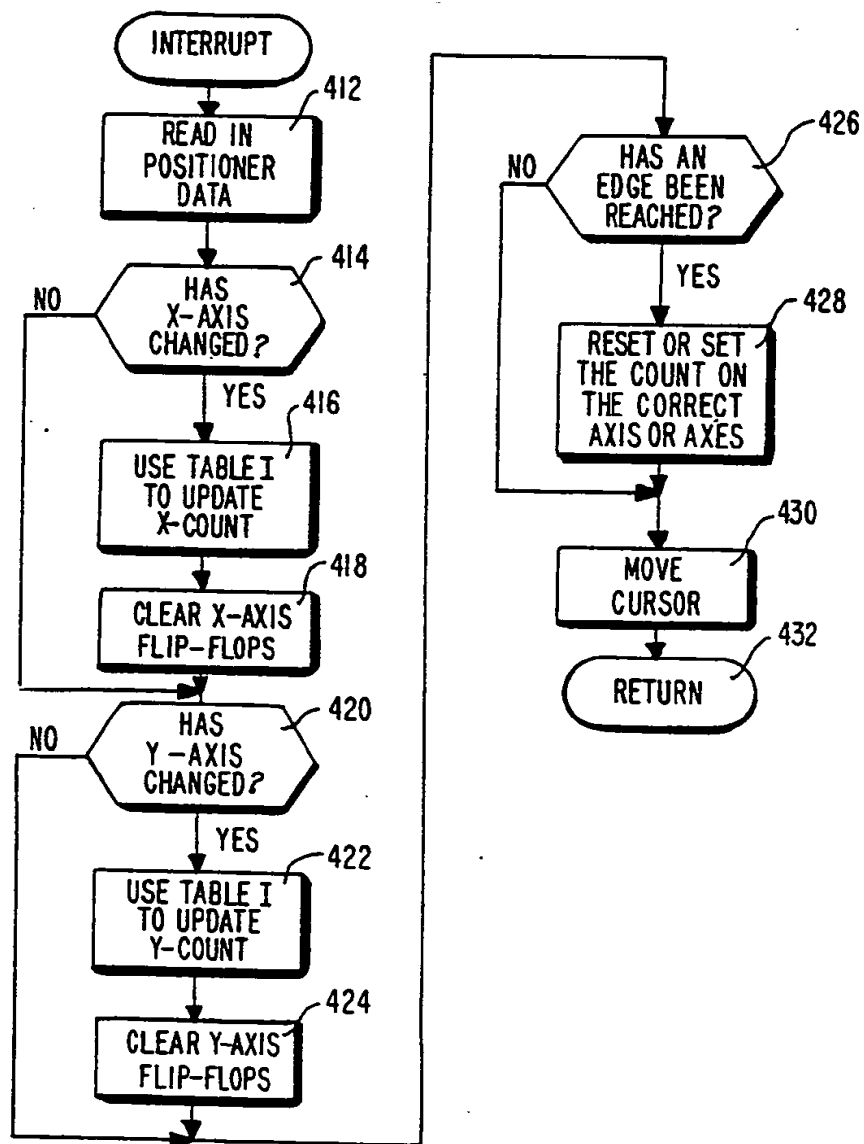 INTERRUPT
412
READ IN
POSITIONER
DATA
414
NO
HAS
X-AXIS
CHANGED?
YES
416
USE TABLE I
TO UPDATE
X-COUNT
418
CLEAR X-AXIS
FLIP-FLOPS
420
NO
HAS
Y-AXIS
CHANGED?
YES
422
USE TABLE I
TO UPDATE
Y-COUNT
424
CLEAR Y-AXIS
FLIP-FLOPS
426
NO
HAS AN
EDGE BEEN
REACHED?
YES
428
RESET OR SET
THE COUNT ON
THE CORRECT
AXIS OR AXES
430
MOVE
CURSOR
432
RETURN